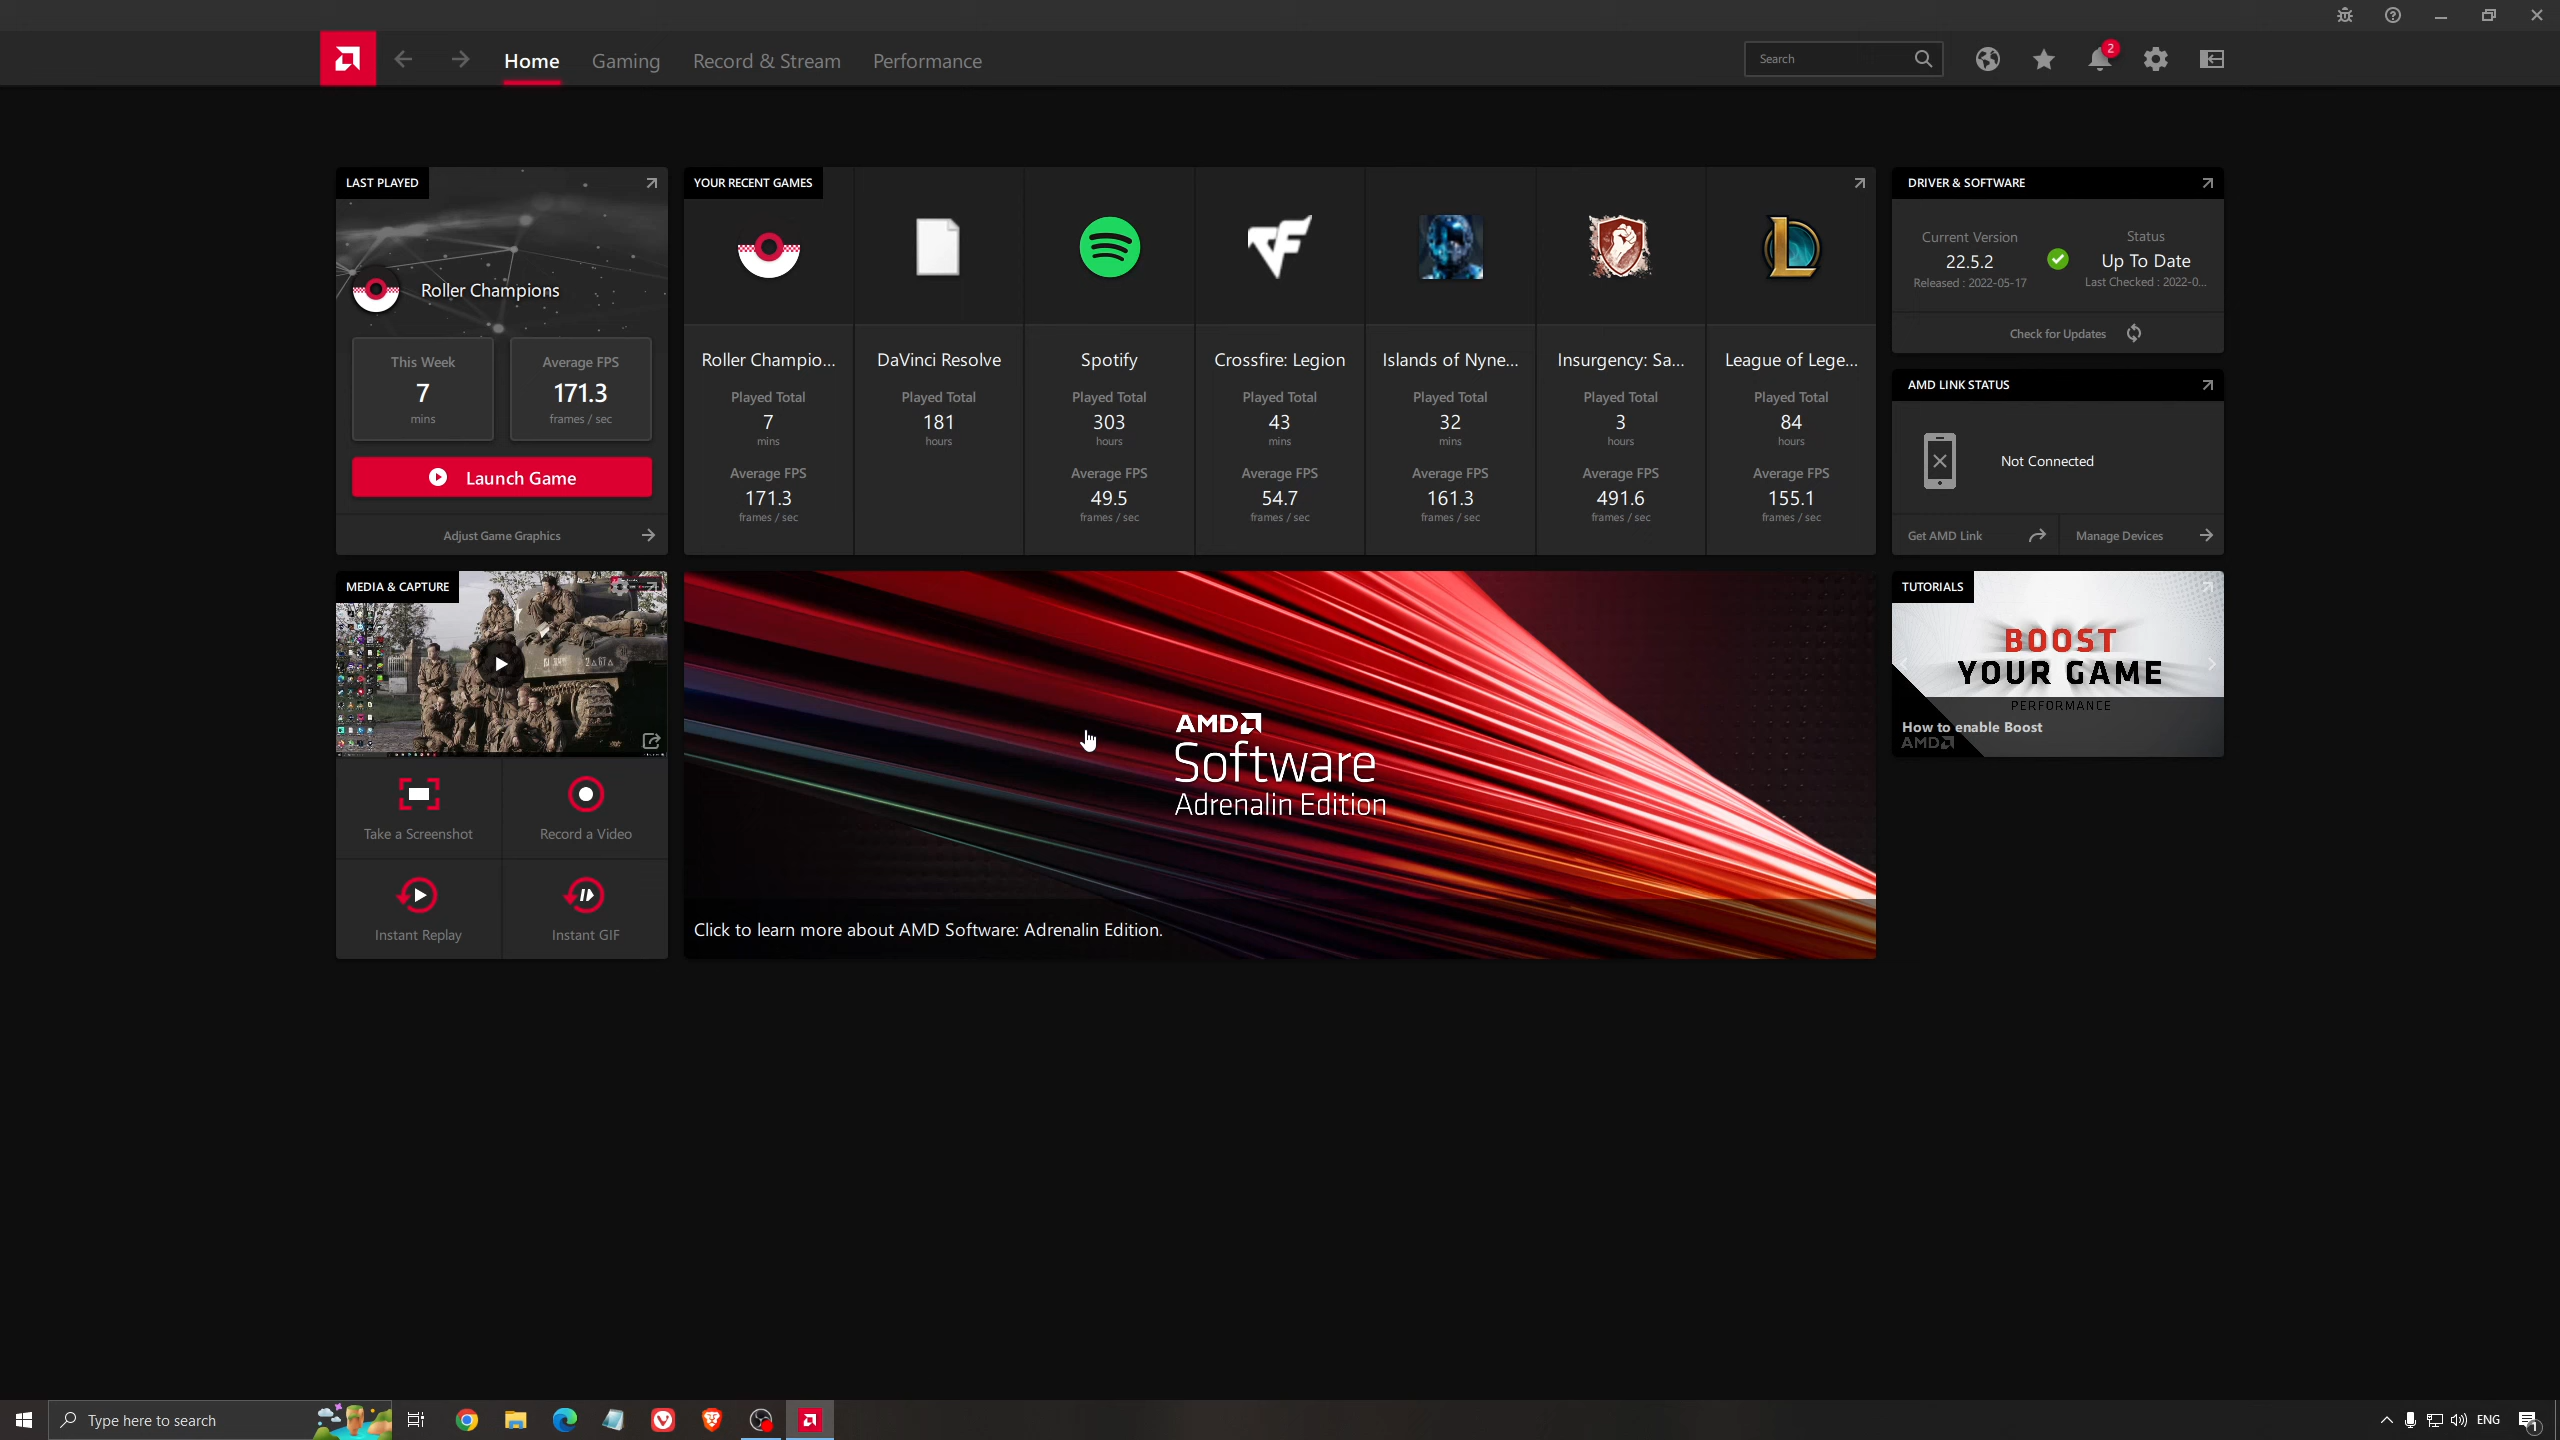 Home
Gaming
Record & Stream
Performance
Search
2
LAST PLAYED
Roller Champions
This Week
7
mins
Average FPS
171.3
frames / sec
Launch Game
Adjust Game Graphics
YOUR RECENT GAMES
Roller Champio...
Played Total
7
mins
Average FPS
171.3
frames / sec
DaVinci Resolve
Played Total
181
hours
Spotify
Played Total
303
hours
Average FPS
49.5
frames / sec
Crossfire: Legion
Played Total
43
mins
Average FPS
54.7
frames / sec
Islands of Nyne...
Played Total
32
mins
Average FPS
161.3
frames / sec
Insurgency: Sa...
Played Total
3
hours
Average FPS
491.6
frames / sec
League of Lege...
Played Total
84
hours
Average FPS
155.1
frames / sec
DRIVER & SOFTWARE
Current Version
22.5.2
Released : 2022-05-17
Status
Up To Date
Last Checked : 2022-0...
Check for Updates
AMD LINK STATUS
Not Connected
Get AMD Link
Manage Devices
MEDIA & CAPTURE
Take a Screenshot
Record a Video
Instant Replay
Instant GIF
AMD
Software
Adrenalin Edition
Click to learn more about AMD Software: Adrenalin Edition.
TUTORIALS
BOOST
YOUR GAME
PERFORMANCE
How to enable Boost
AMD
Type here to search
ENG
1